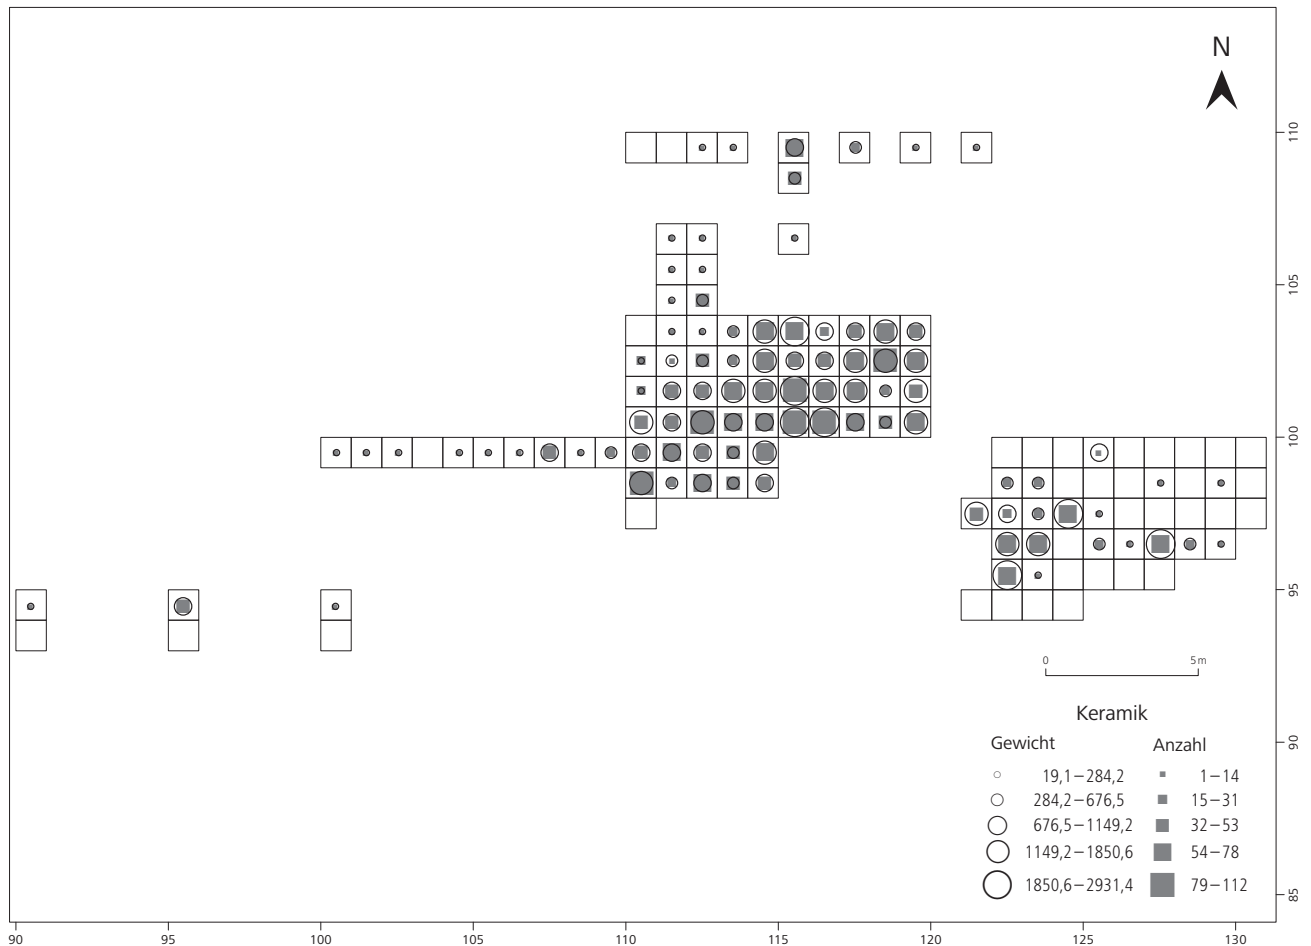 N
110
105
100
95
90
85
0 5 m
Keramik
Gewicht Anzahl
19,1–284,2 1–14
284,2–676,5 15–31
676,5–1149,2 32–53
1149,2–1850,6 54–78
1850,6–2931,4 79–112
90 95 100 105 110 115 120 125 130